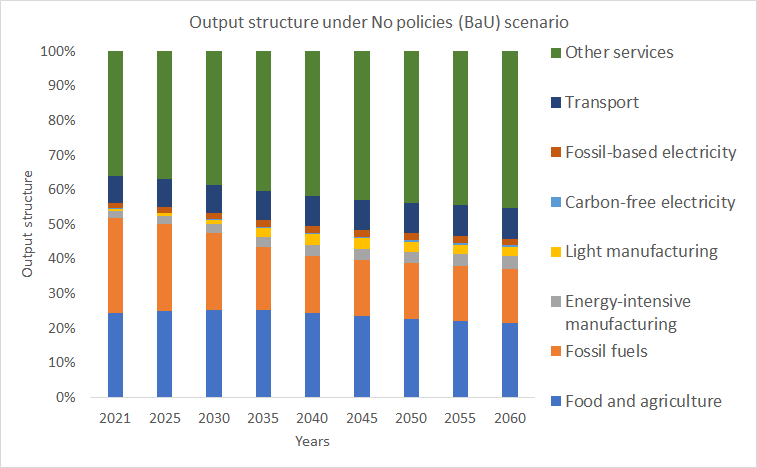 Output structure under No policies (BaU) scenario
Output structure
100%
90%
80%
70%
60%
50%
40%
30%
20%
10%
0%
2021 2025 2030 2035 2040 2045 2050 2055 2060
Years
Other services
Transport
Fossil-based electricity
Carbon-free electricity
Light manufacturing
Energy-intensive
manufacturing
Fossil fuels
Food and agriculture